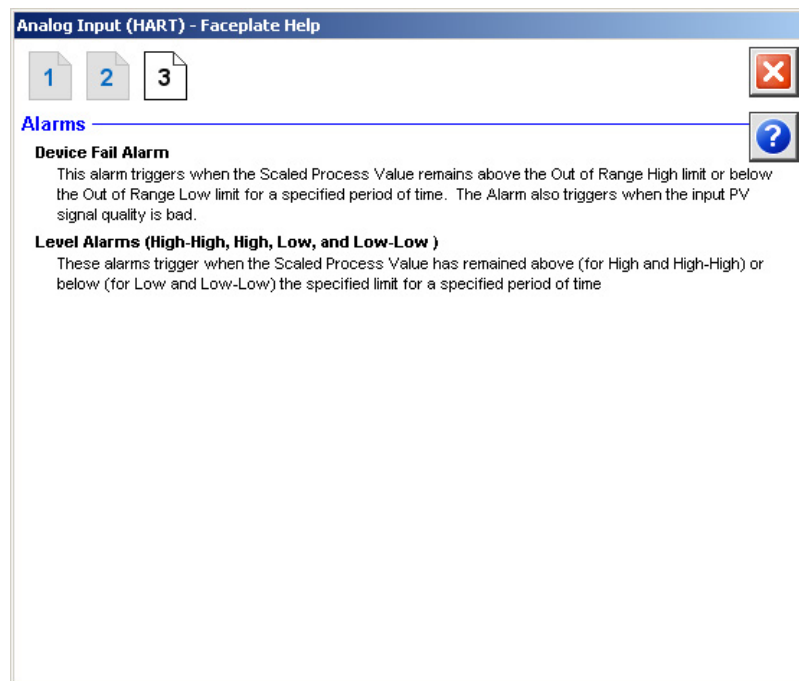 Analog Input (HART) - Faceplate Help
1 2 3
?
Alarms
Device Fail Alarm
This alarm triggers when the Scaled Process Value remains above the Out of Range High limit or below
the Out of Range Low limit for a specified period of time.  The Alarm also triggers when the input PV
signal quality is bad.
Level Alarms (High-High, High, Low, and Low-Low )
These alarms trigger when the Scaled Process Value has remained above (for High and High-High) or
below (for Low and Low-Low) the specified limit for a specified period of time